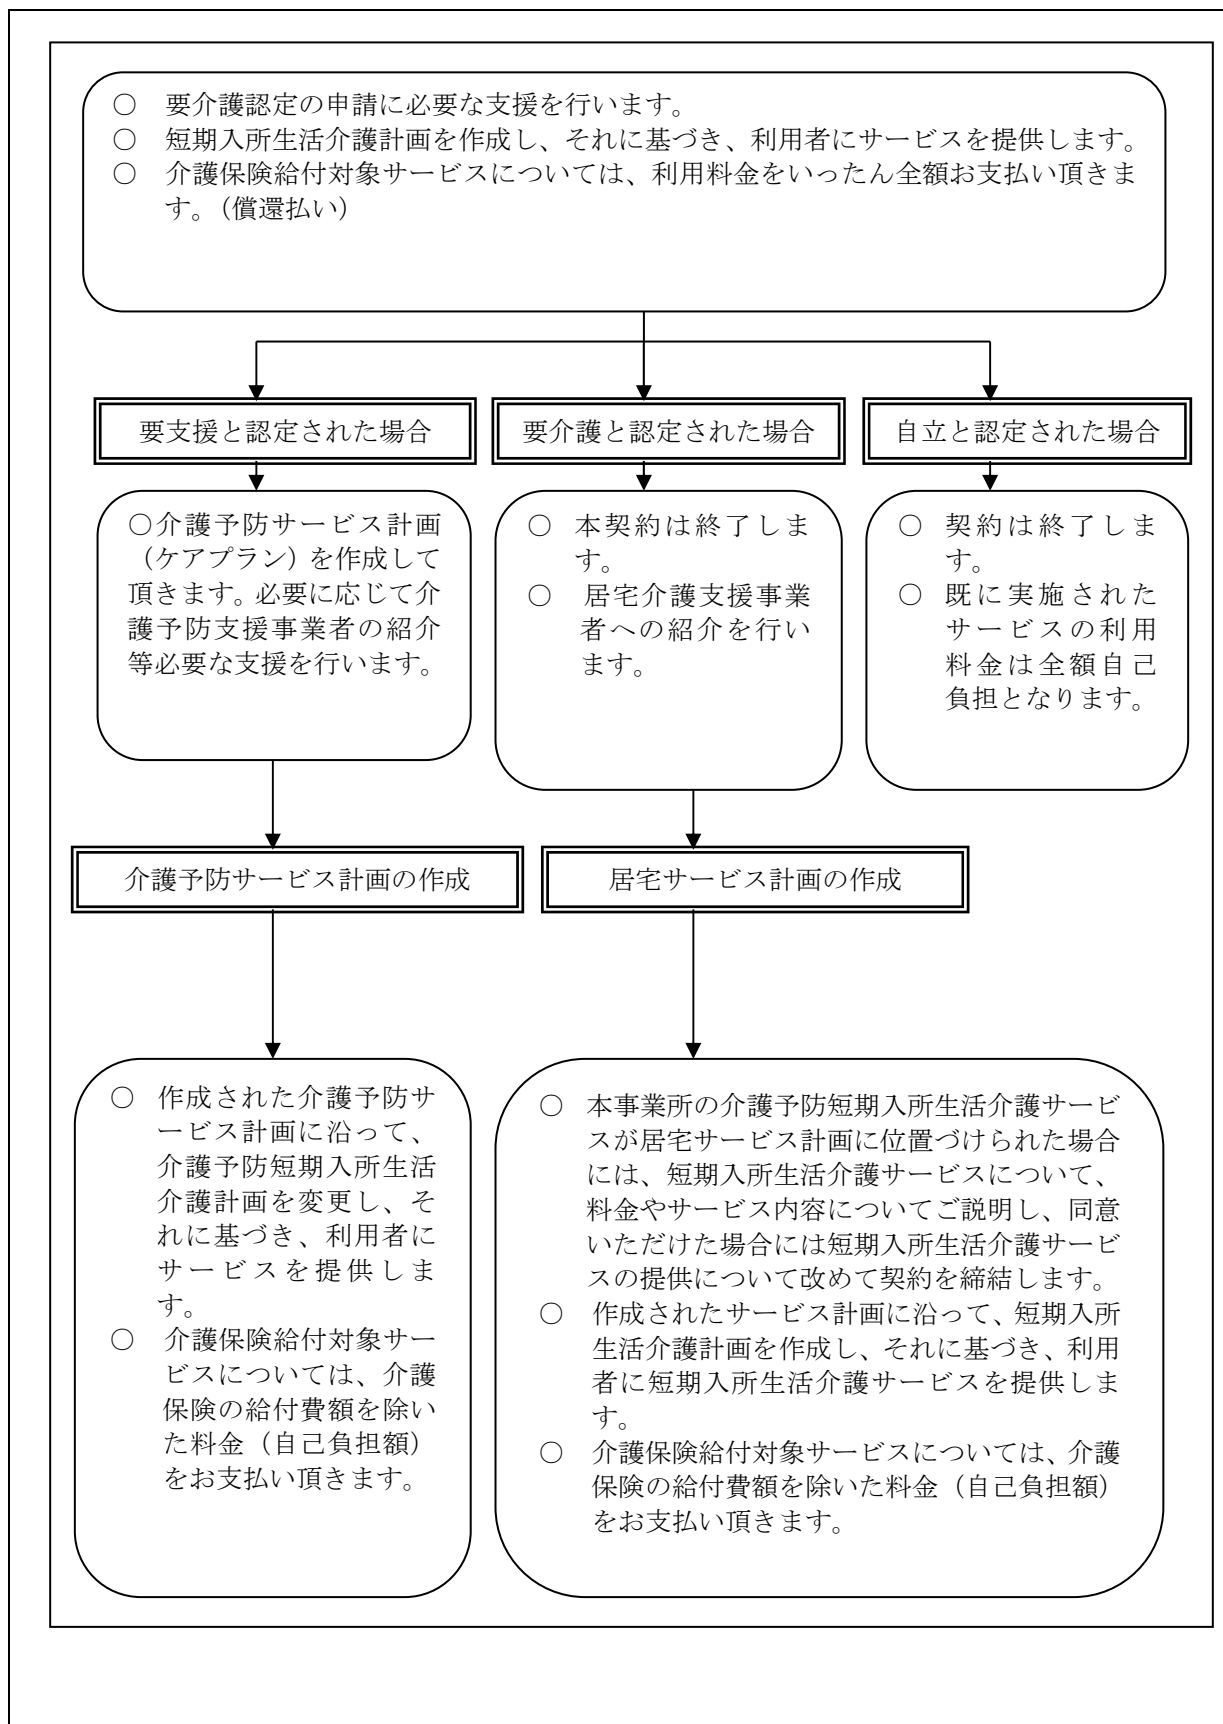 ○ 要介護認定の申請に必要な支援を行います。
○ 短期入所生活介護計画を作成し、それに基づき、利用者にサービスを提供します。
○ 介護保険給付対象サービスについては、利用料金をいったん全額お支払い頂きま
す。（償還払い）
要支援と認定された場合
要介護と認定された場合
自立と認定された場合
○介護予防サービス計画
（ケアプラン）を作成して
頂きます。必要に応じて介
護予防支援事業者の紹介
等必要な支援を行います。
○ 本契約は終了しま
す。
○ 居宅介護支援事業
者への紹介を行い
ます。
○ 契約は終了しま
す。
○ 既に実施された
サービスの利用
料金は全額自己
負担となります。
介護予防サービス計画の作成
居宅サービス計画の作成
○ 作成された介護予防サ
ービス計画に沿って、
介護予防短期入所生活
介護計画を変更し、そ
れに基づき、利用者に
サービスを提供しま
す。
○ 介護保険給付対象サー
ビスについては、介護
保険の給付費額を除い
た料金（自己負担額）
をお支払い頂きます。
○ 本事業所の介護予防短期入所生活介護サービ
スが居宅サービス計画に位置づけられた場合
には、短期入所生活介護サービスについて、
料金やサービス内容についてご説明し、同意
いただけた場合には短期入所生活介護サービ
スの提供について改めて契約を締結します。
○ 作成されたサービス計画に沿って、短期入所
生活介護計画を作成し、それに基づき、利用
者に短期入所生活介護サービスを提供しま
す。
○ 介護保険給付対象サービスについては、介護
保険の給付費額を除いた料金（自己負担額）
をお支払い頂きます。